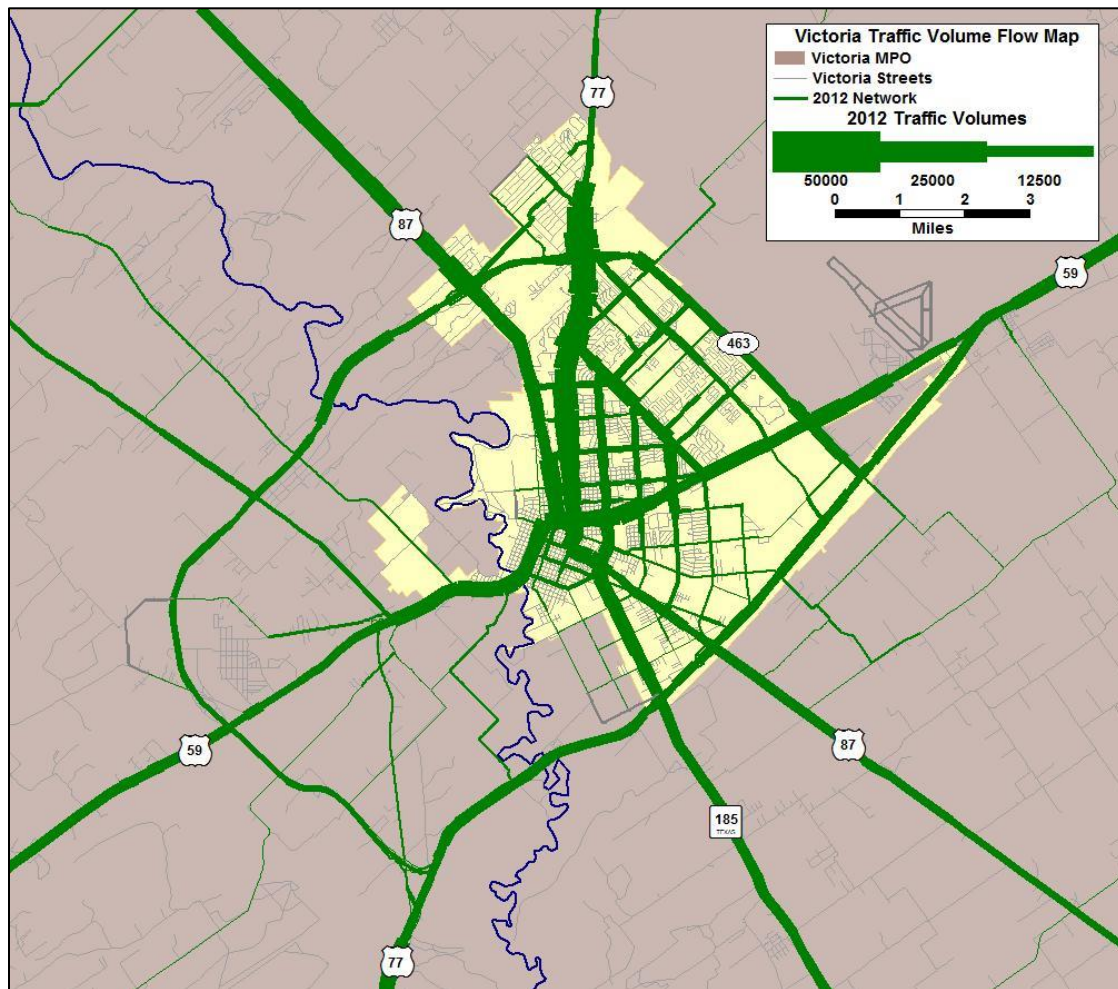 Victoria Traffic Volume Flow Map
Victoria MPO
Victoria Streets
2012 Network
2012 Traffic Volumes
50000 25000 12500
0 1 2 3
Miles
77
87
59
463
59
87
185
TEXAS
77